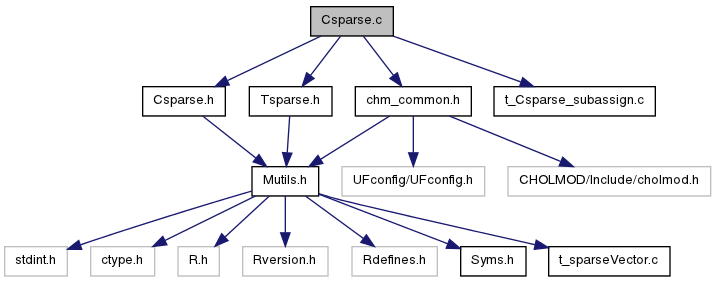 Csparse.c
Csparse.h
Tsparse.h
chm_common.h
t_Csparse_subassign.c
Mutils.h
UFconfig/UFconfig.h
CHOLMOD/Include/cholmod.h
stdint.h
ctype.h
R.h
Rversion.h
Rdefines.h
Syms.h
t_sparseVector.c